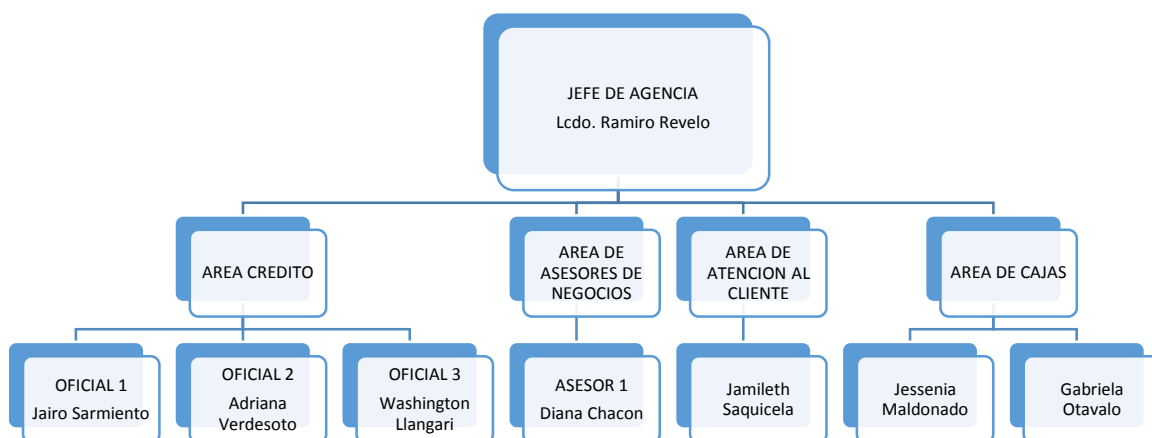 JEFE DE AGENCIA
Lcdo. Ramiro Revelo
AREA CREDITO
AREA DE
ASESORES DE
NEGOCIOS
AREA DE
ATENCION AL
CLIENTE
AREA DE CAJAS
OFICIAL 1
Jairo Sarmiento
OFICIAL 2
Adriana
Verdesoto
OFICIAL 3
Washington
Llangari
ASESOR 1
Diana Chacon
Jamileth
Saquicela
Jessenia
Maldonado
Gabriela
Otavalo